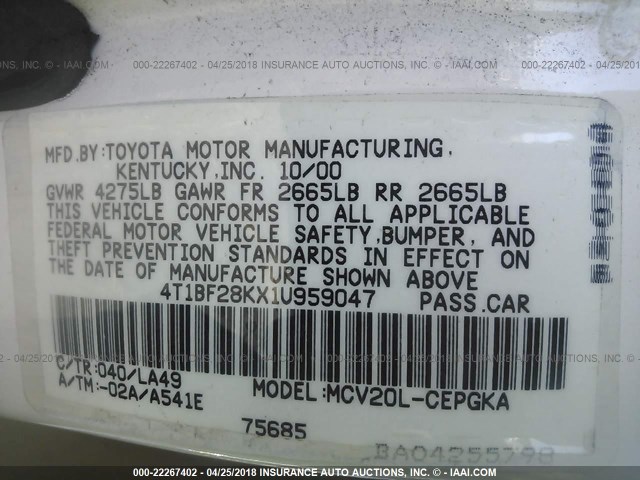 000-22267402 - 04/25/2018 INSURANCE AUTO AUCTIONS, INC. © - IAAI.COM
MFD.BY:TOYOTA MOTOR MANUFACTURING,
KENTUCKY,INC. 10/00
GVWR 4275LB GAWR FR 2665LB RR 2665LB
THIS VEHICLE CONFORMS TO ALL APPLICABLE
FEDERAL MOTOR VEHICLE SAFETY,BUMPER, AND
THEFT PREVENTION STANDARDS IN EFFECT ON
THE DATE OF MANUFACTURE SHOWN ABOVE
4T1BF28KX1U959047 PASS.CAR
C/TR:040/LA49
A/TM:-02A/A541E
MODEL:MCV20L-CEPGKA
75685
BA04255798
000-22267402 - 04/25/2018 INSURANCE AUTO AUCTIONS, INC. © - IAAI.COM